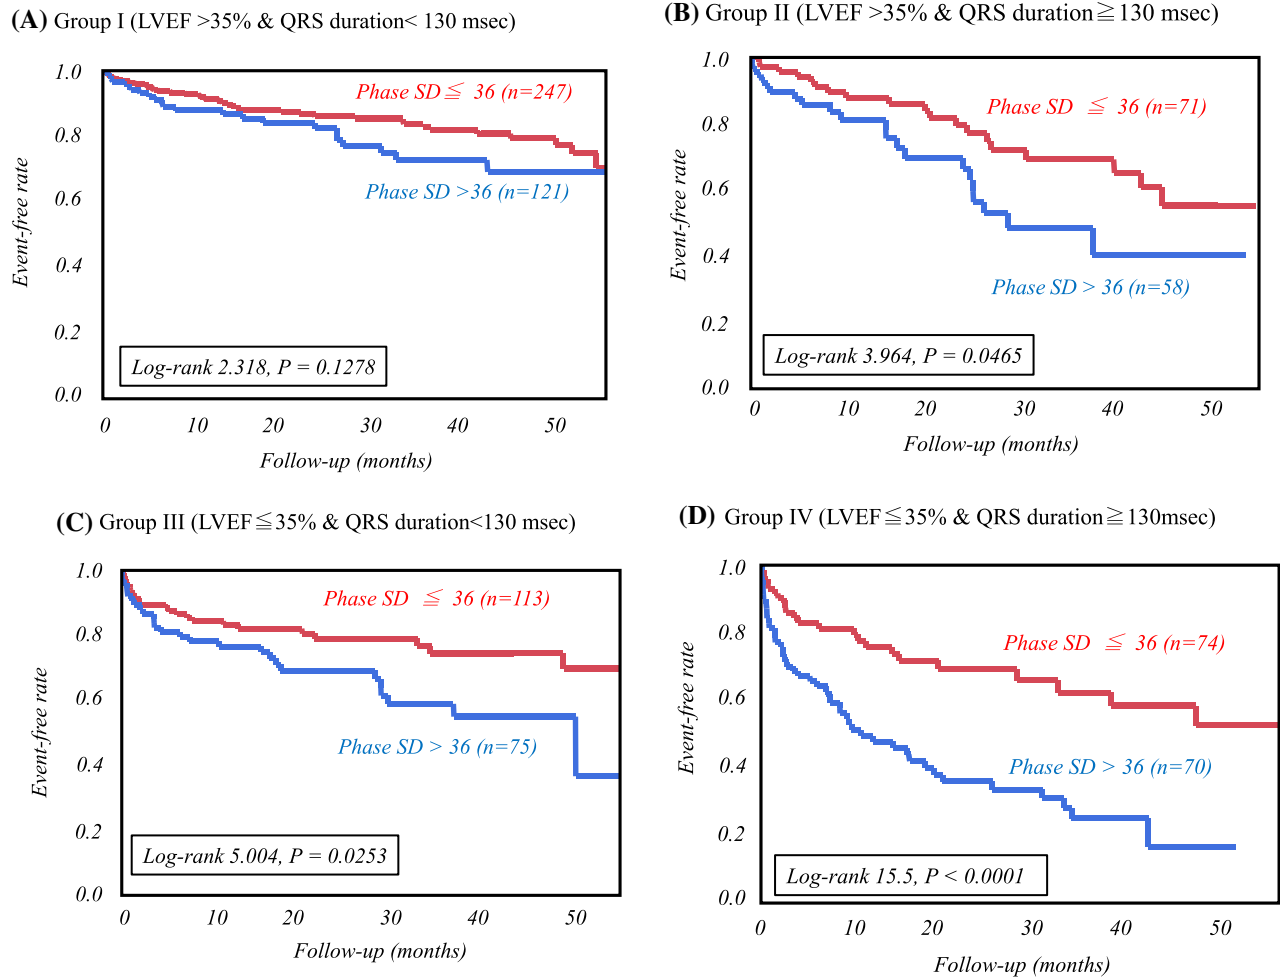 (A) Group I (LVEF >35% & QRS duration< 130 msec)
1.0
0.8
0.6
0.4
0.2
0.0
Event-free rate
Phase SD≦ 36 (n=247)
Phase SD >36 (n=121)
Log-rank 2.318, P = 0.1278
0 10 20 30 40 50
Follow-up (months)
(B) Group II (LVEF >35% & QRS duration≧130 msec)
1.0
0.8
0.6
0.4
0.2
0.0
Event-free rate
Phase SD ≦ 36 (n=71)
Phase SD > 36 (n=58)
Log-rank 3.964, P = 0.0465
0 10 20 30 40 50
Follow-up (months)
(C) Group III (LVEF≦35% & QRS duration<130 msec)
1.0
0.8
0.6
0.4
0.2
0.0
Event-free rate
Phase SD ≦ 36 (n=113)
Phase SD > 36 (n=75)
Log-rank 5.004, P = 0.0253
0 10 20 30 40 50
Follow-up (months)
(D) Group IV (LVEF≦35% & QRS duration≧130msec)
1.0
0.8
0.6
0.4
0.2
0.0
Event-free rate
Phase SD ≦ 36 (n=74)
Phase SD > 36 (n=70)
Log-rank 15.5, P < 0.0001
0 10 20 30 40 50
Follow-up (months)